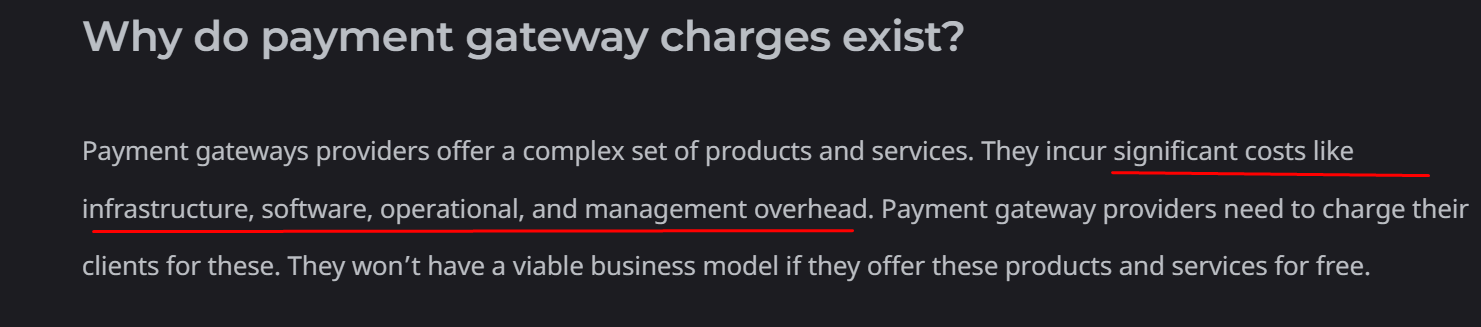 Why do payment gateway charges exist?
Payment gateways providers offer a complex set of products and services. They incur significant costs like
infrastructure, software, operational, and management overhead. Payment gateway providers need to charge their
clients for these. They won’t have a viable business model if they offer these products and services for free.